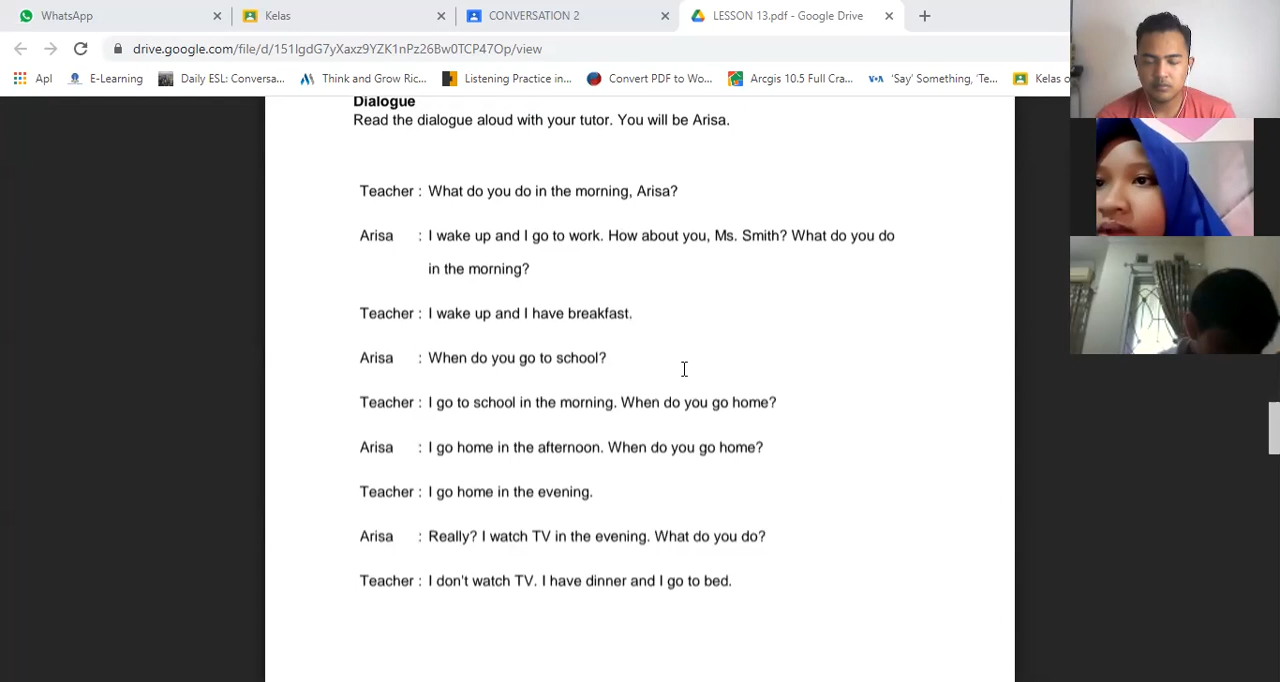 WhatsApp
Kelas
CONVERSATION 2
LESSON 13.pdf - Google Drive
drive.google.com/file/d/151IgdG7yXaxz9YZK1nPz26Bw0TCP47Op/view
Apl
E-Learning
Daily ESL: Conversa...
Think and Grow Ric...
Listening Practice in...
Convert PDF to Wo...
Arcgis 10.5 Full Cra...
'Say' Something, 'Te...
Kelas
Dialogue
Read the dialogue aloud with your tutor. You will be Arisa.
Teacher : What do you do in the morning, Arisa?
Arisa : I wake up and I go to work. How about you, Ms. Smith? What do you do
in the morning?
Teacher : I wake up and I have breakfast.
Arisa : When do you go to school?
Teacher : I go to school in the morning. When do you go home?
Arisa : I go home in the afternoon. When do you go home?
Teacher : I go home in the evening.
Arisa : Really? I watch TV in the evening. What do you do?
Teacher : I don't watch TV. I have dinner and I go to bed.